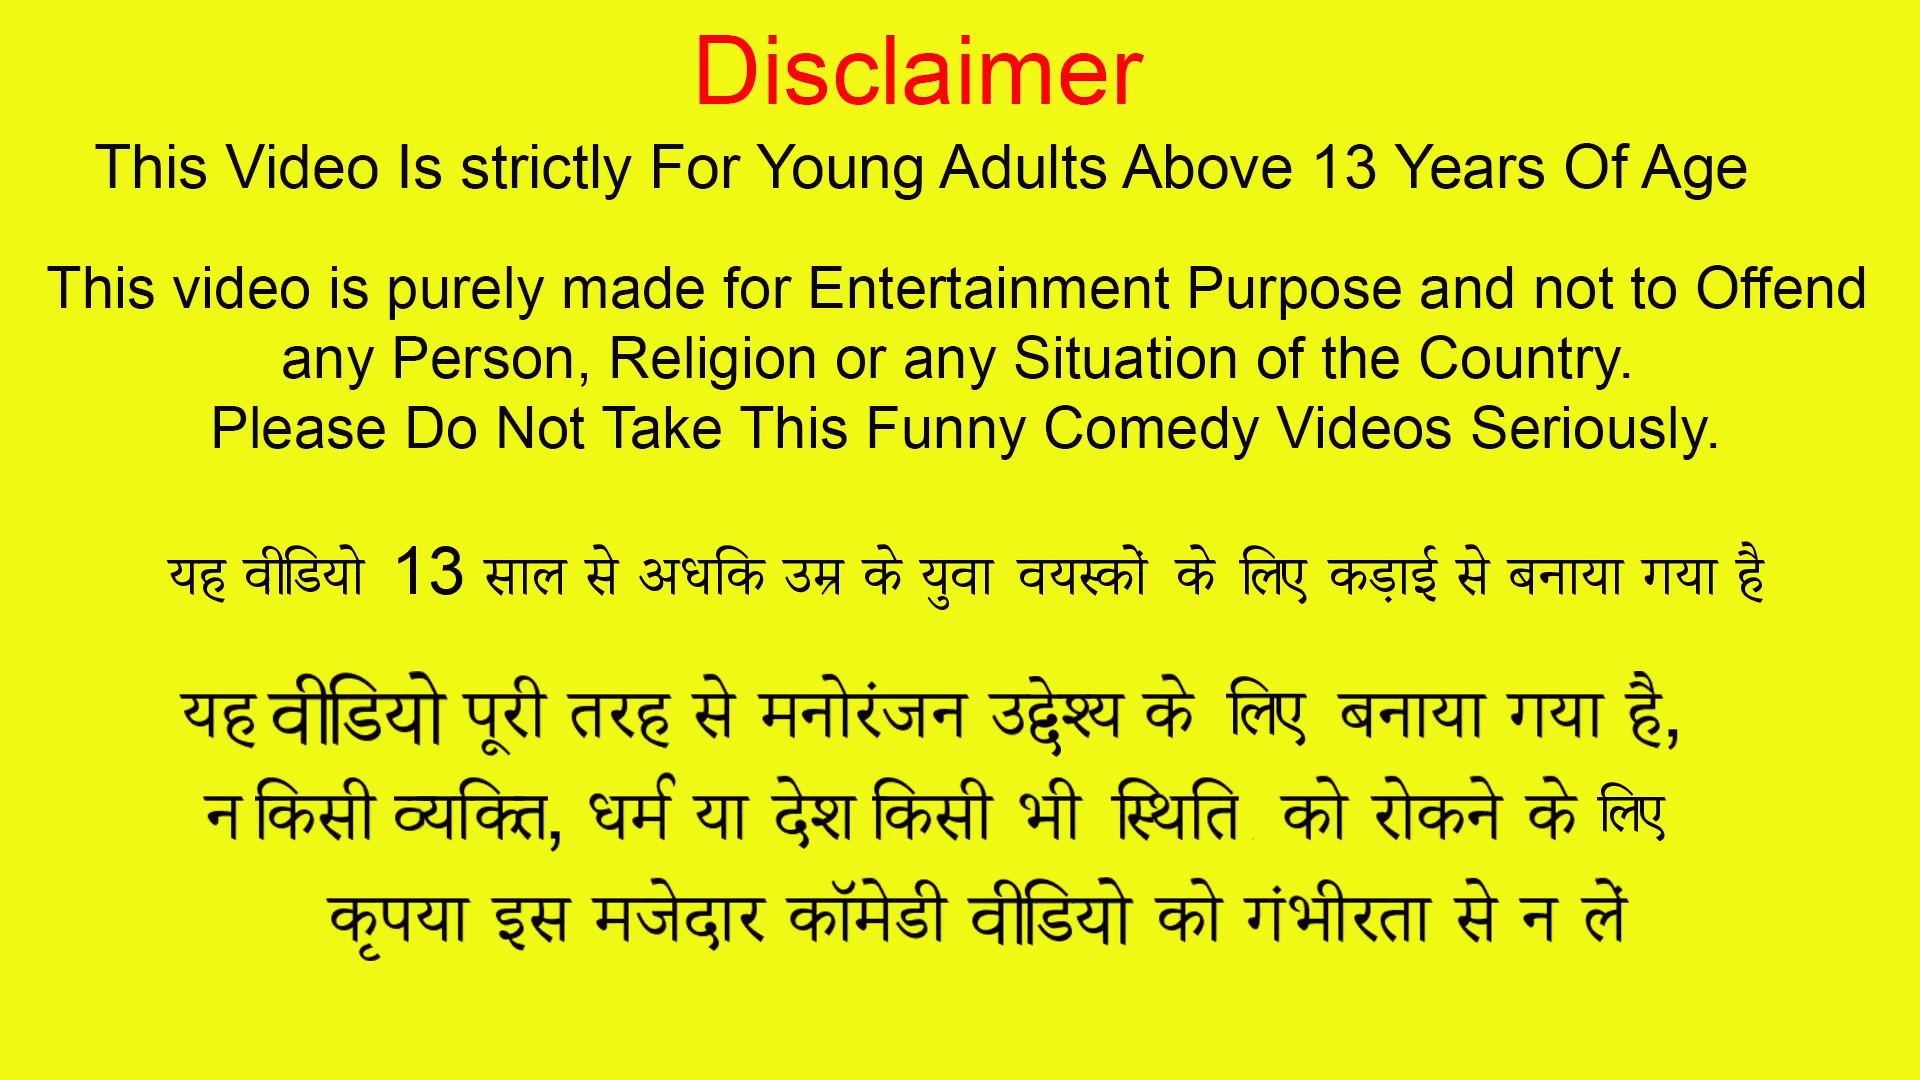 Disclaimer
This Video Is strictly For Young Adults Above 13 Years Of Age
This video is purely made for Entertainment Purpose and not to Offend
any Person, Religion or any Situation of the Country.
Please Do Not Take This Funny Comedy Videos Seriously.
यह वीडियो 13 साल से अधकि उम्र के युवा वयस्कों के लिए कड़ाई से बनाया गया है
यह वीडियो पूरी तरह से मनोरंजन उद्देश्य के लिए बनाया गया है,
न किसी व्यक्ति, धर्म या देश किसी भी स्थिति को रोकने के लिए
कृपया इस मजेदार कॉमेडी वीडियो को गंभीरता से न लें